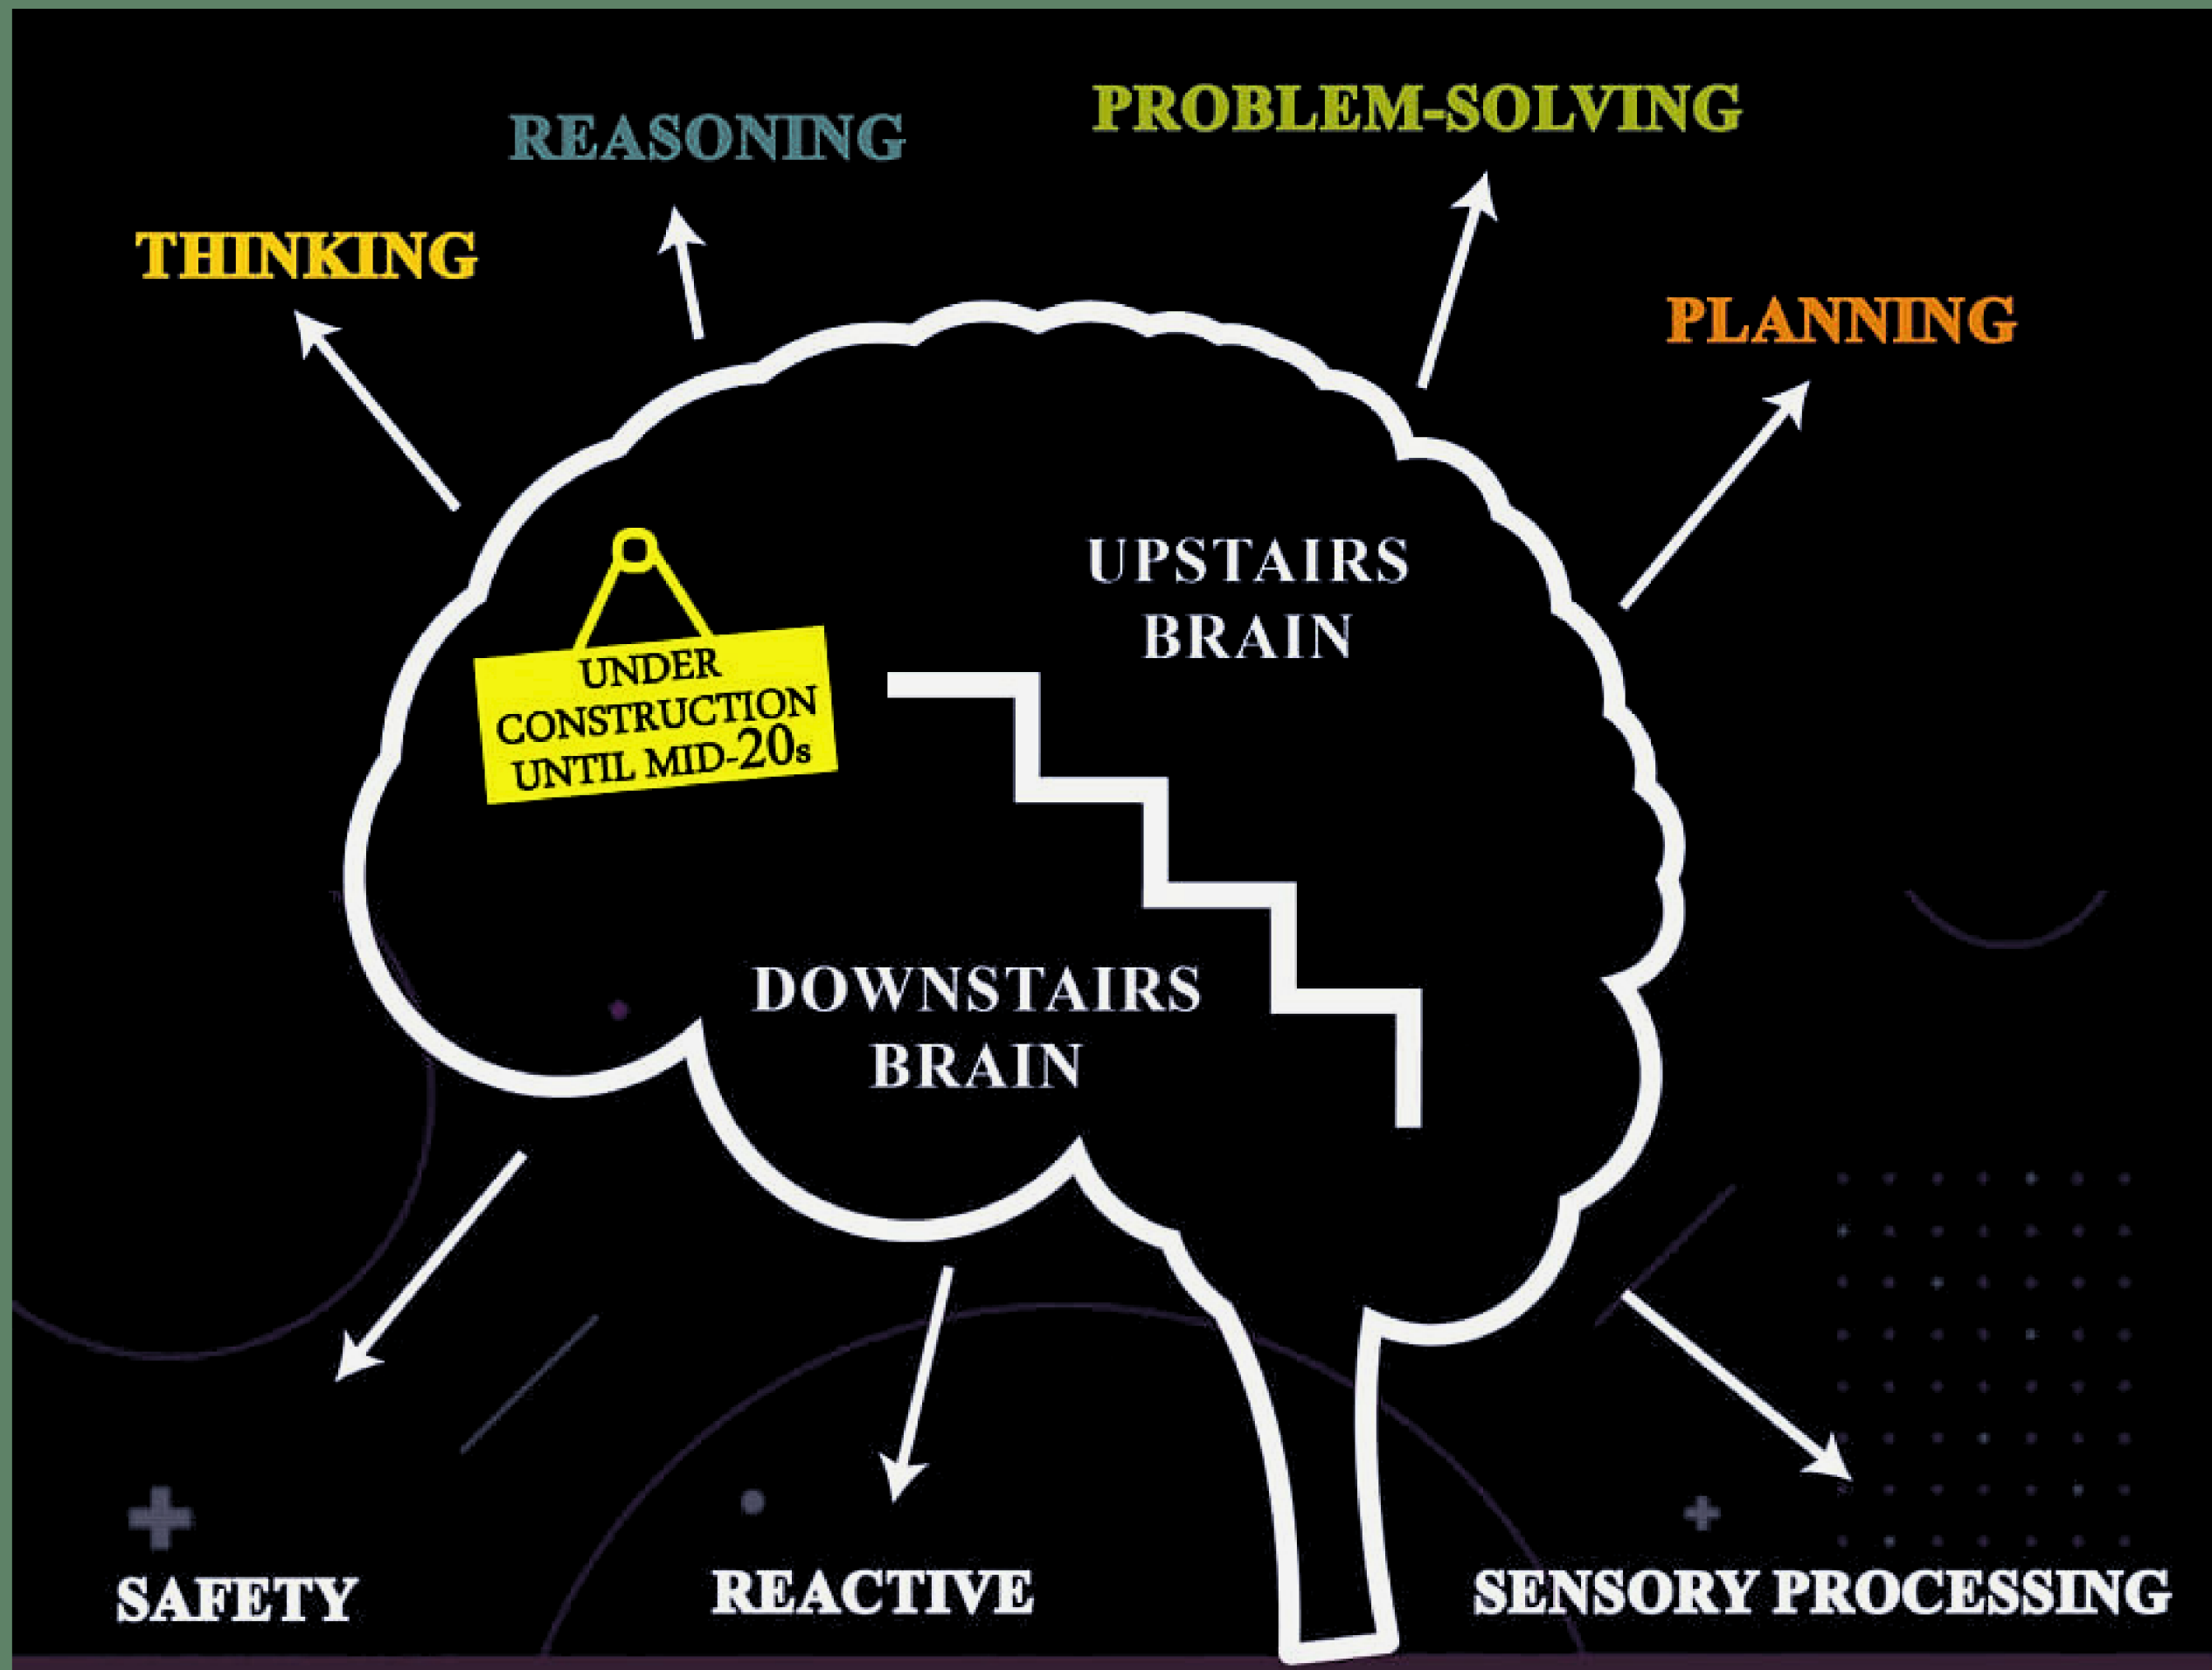 PROBLEM-SOLVING
REASONING
THINKING
PLANNING
UPSTAIRS
BRAIN
UNDER
CONSTRUCTION
UNTIL MID-20s
DOWNSTAIRS
BRAIN
SAFETY
REACTIVE
SENSORY PROCESSING